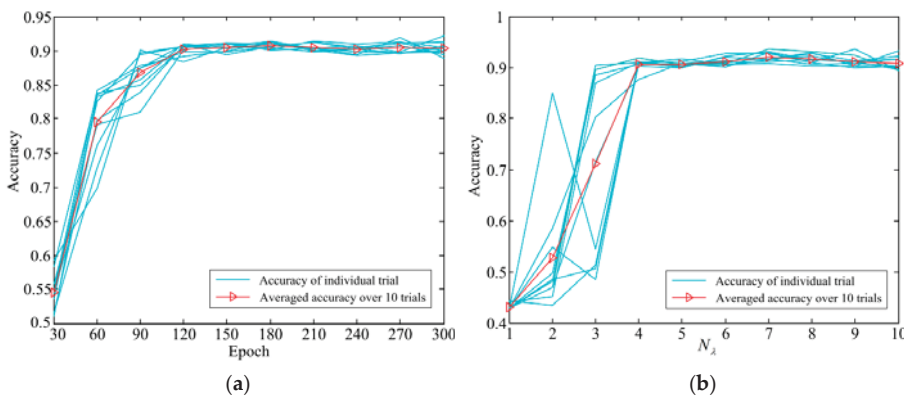 0.95
0.9
0.85
0.8
0.75
0.7
0.65
0.6
0.55
0.5
Accuracy
30 60 90 120 150 180 210 240 270 300
Epoch
Accuracy of individual trial
Averaged accuracy over 10 trials
(a)
1
0.9
0.8
0.7
0.6
0.5
0.4
Accuracy
1 2 3 4 5 6 7 8 9 10
N_λ
Accuracy of individual trial
Averaged accuracy over 10 trials
(b)